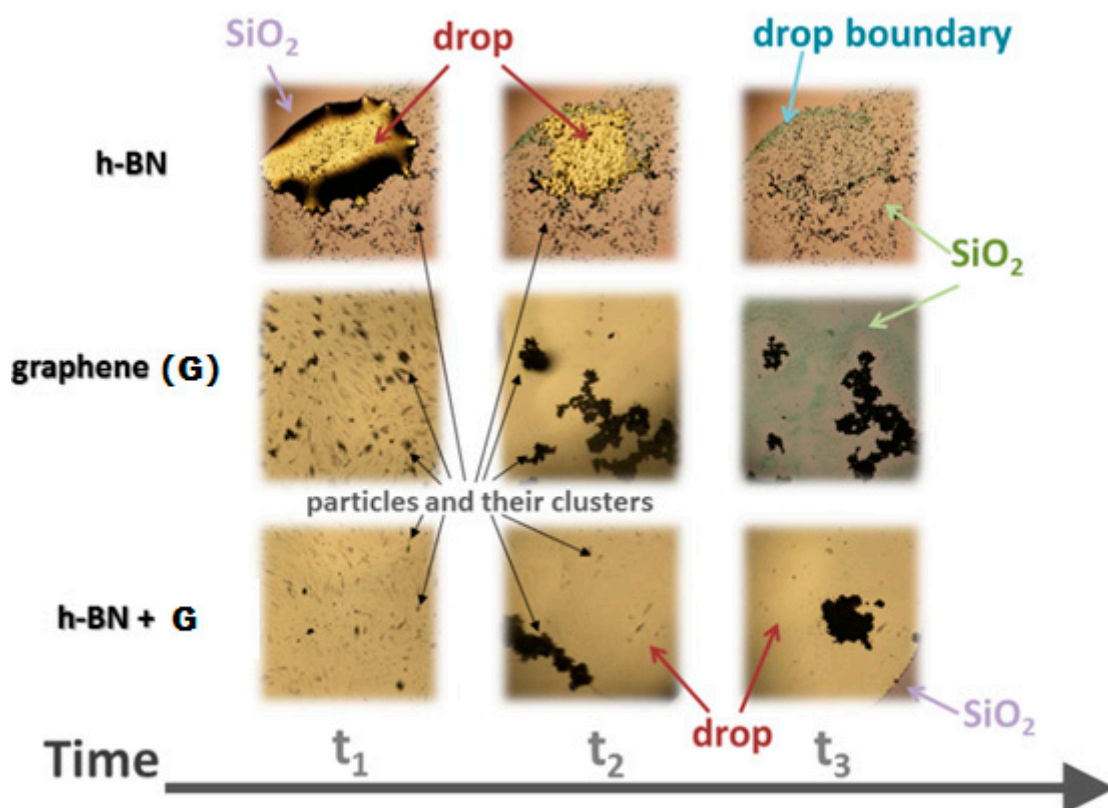 SiO₂
drop
drop boundary
h-BN
SiO₂
graphene (G)
particles and their clusters
h-BN + G
drop
SiO₂
Time
t₁
t₂
t₃